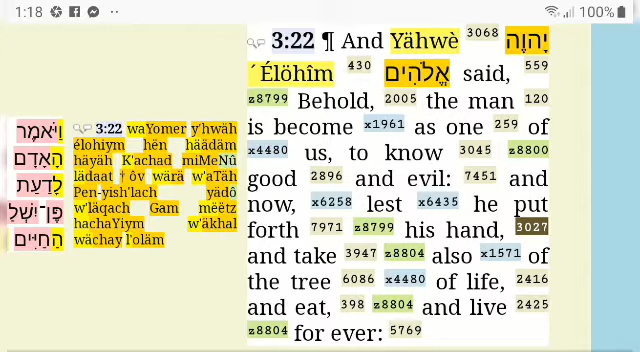 1:18 100%
וַיֹּאמֶר
הָאָדָם
לָדַעַת
פֶּן־יִשְׁלַ
הַחַיִּים
3:22 waYomer y'hwäh
élohiym hën häädäm
häyäh K'achad miMeNû
lädaat † ôv wärä w'aTäh
Pen-yish'lach yädô
w'läqach Gam mëëtz
hachaYiym w'äkhal
wächay l'oläm
3:22 ¶ And Yähwè 3068 יָהוֶה
´Élöhîm 430 אֱלֹהִים said, 559
z8799 Behold, 2005 the man 120
is become x1961 as one 259 of
x4480 us, to know 3045 z8800
good 2896 and evil: 7451 and
now, x6258 lest x6435 he put
forth 7971 z8799 his hand, 3027
and take 3947 z8804 also x1571 of
the tree 6086 x4480 of life, 2416
and eat, 398 z8804 and live 2425
z8804 for ever: 5769